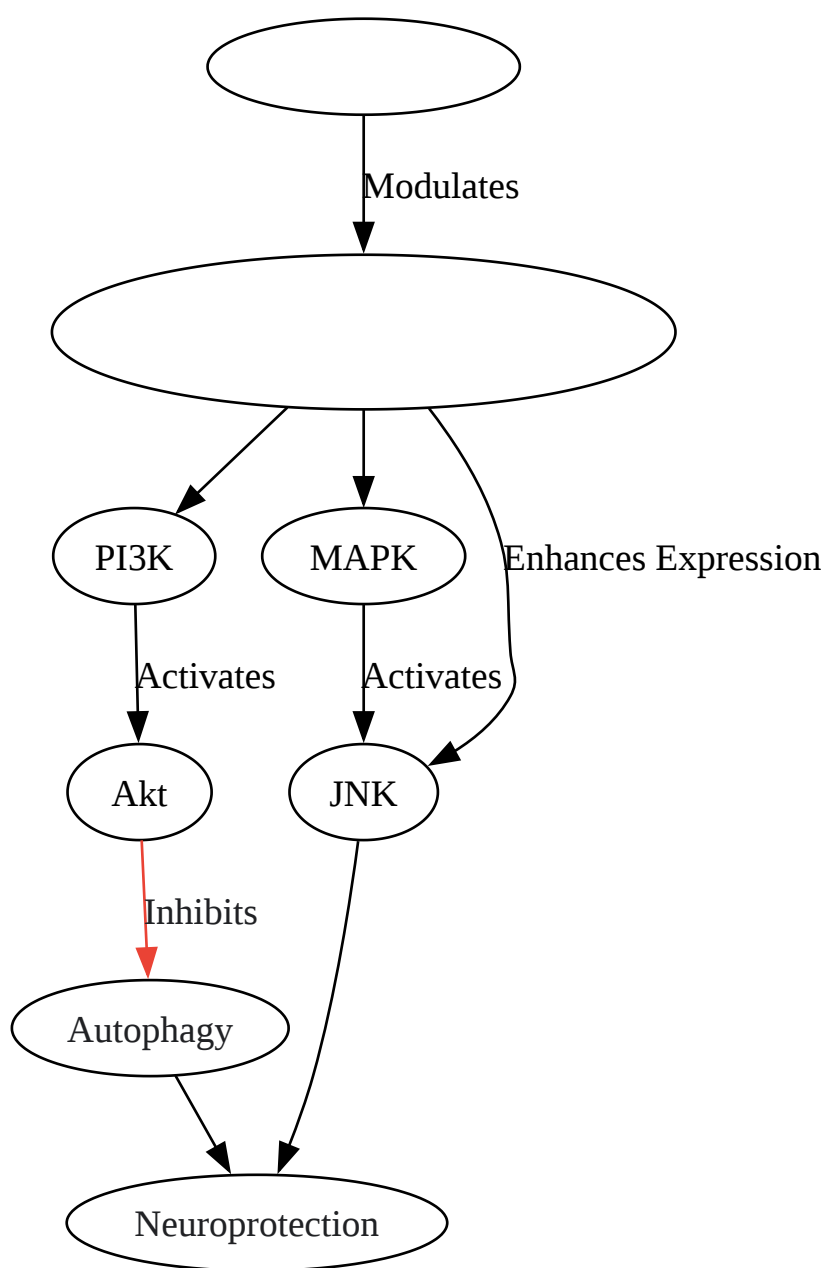 Modulates
PI3K
MAPK
Enhances Expression
Activates
Activates
Akt
JNK
Inhibits
Autophagy
Neuroprotection